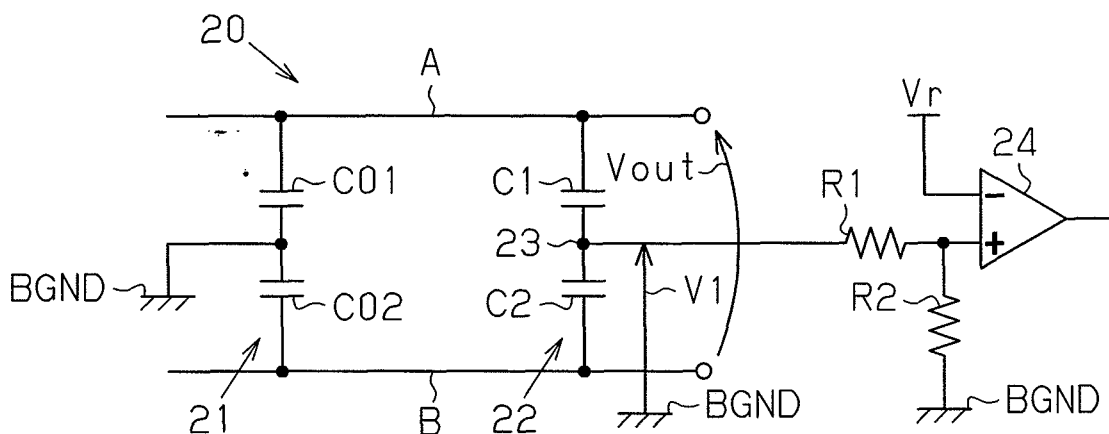 20
A
Vr
24
C01
C1
Vout
R1
-
23
+
BGND
C02
C2
V1
R2
21
B
22
BGND
BGND